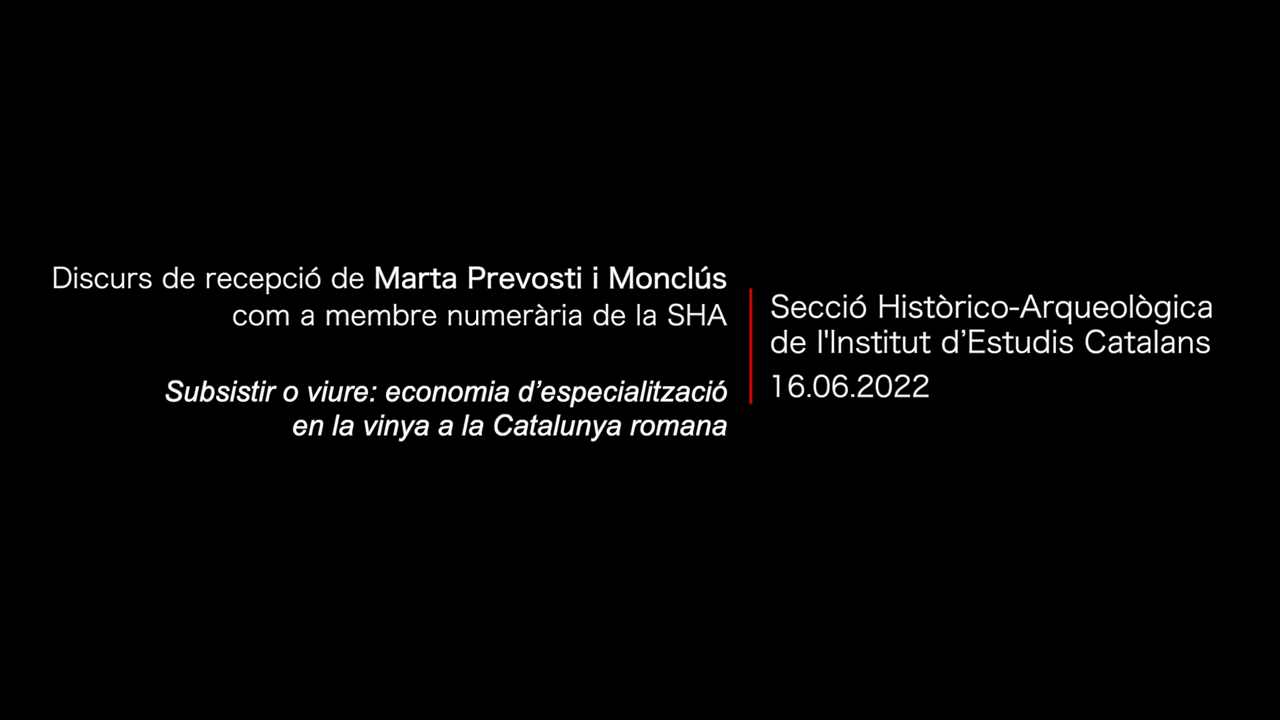 Discurs de recepció de Marta Prevosti i Monclús
com a membre numerària de la SHA
Subsistir o viure: economia d’especialització
en la vinya a la Catalunya romana
Secció Històrico-Arqueològica
de l'Institut d’Estudis Catalans
16.06.2022